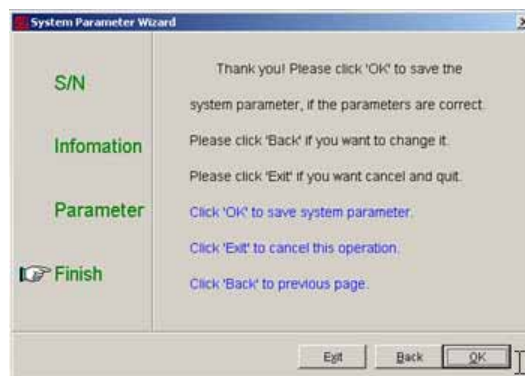 System Parameter Wizard
S/N
Infomation
Parameter
Finish
Thank you! Please click 'OK' to save the
system parameter, if the parameters are correct.
Please click 'Back' if you want to change it.
Please click 'Exit' if you want cancel and quit.
Click 'OK' to save system parameter.
Click 'Exit' to cancel this operation.
Click 'Back' to previous page.
Exit
Back
OK